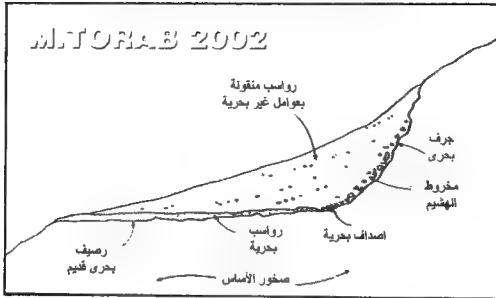 M.TORAB 2002
رواسب منقونة
بعوامل غير بحرية
جرف
بحرى
مخروط
الهشيم
اصداف بحرية
رواسب
بحرية
رصيف
بحرى قديم
صخور الأساس